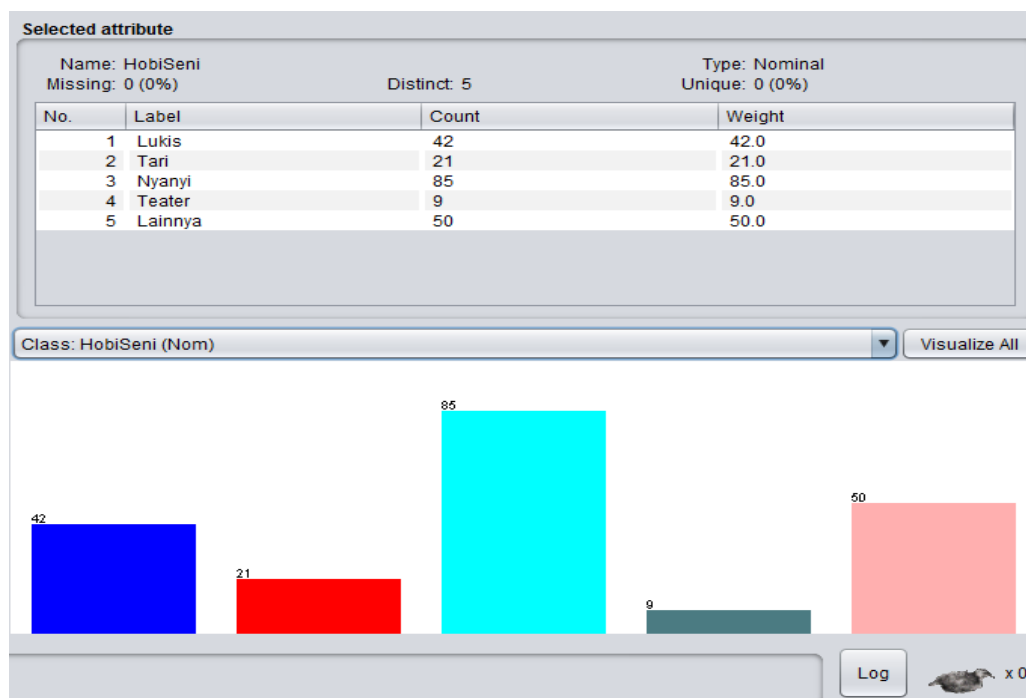 Selected attribute
Name: HobiSeni Type: Nominal
Missing: 0 (0%) Distinct: 5 Unique: 0 (0%)
No. Label Count Weight
1 Lukis 42 42.0
2 Tari 21 21.0
3 Nyanyi 85 85.0
4 Teater 9 9.0
5 Lainnya 50 50.0
Class: HobiSeni (Nom) Visualize All
85
50
42
21
9
Log x 0